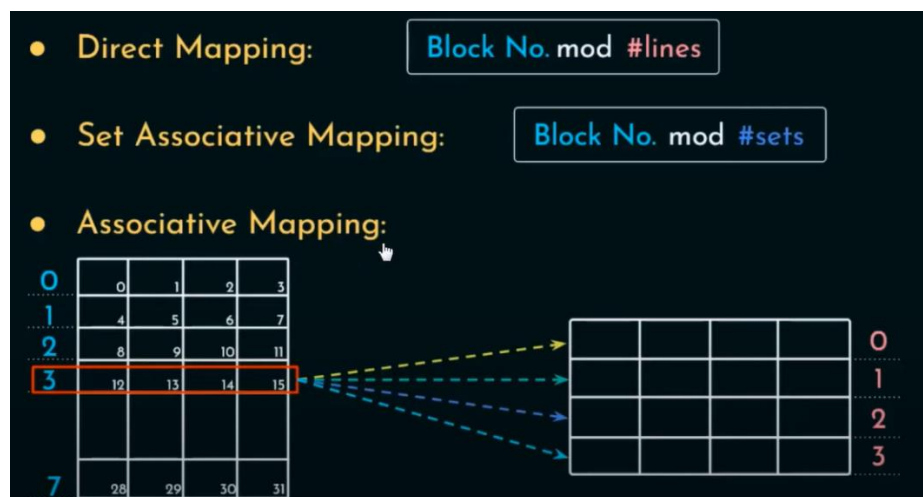 ● Direct Mapping: Block No. mod #lines
● Set Associative Mapping: Block No. mod #sets
● Associative Mapping:
0 0 1 2 3
1 4 5 6 7
2 8 9 10 11
3 12 13 14 15
7 28 29 30 31
0
1
2
3